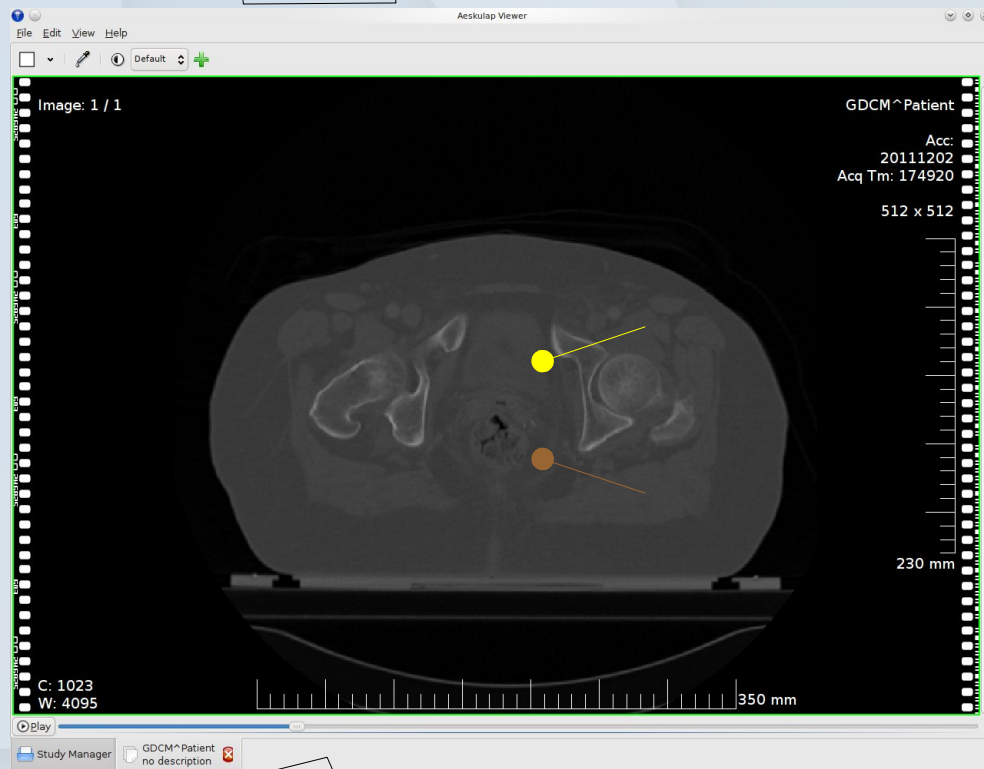 Aeskulap Viewer
File Edit View Help
Default
Image: 1 / 1
GDCM^Patient
Acc:
20111202
Acq Tm: 174920
512 x 512
230 mm
C: 1023
W: 4095
350 mm
Play
Study Manager
GDCM^Patient
no description